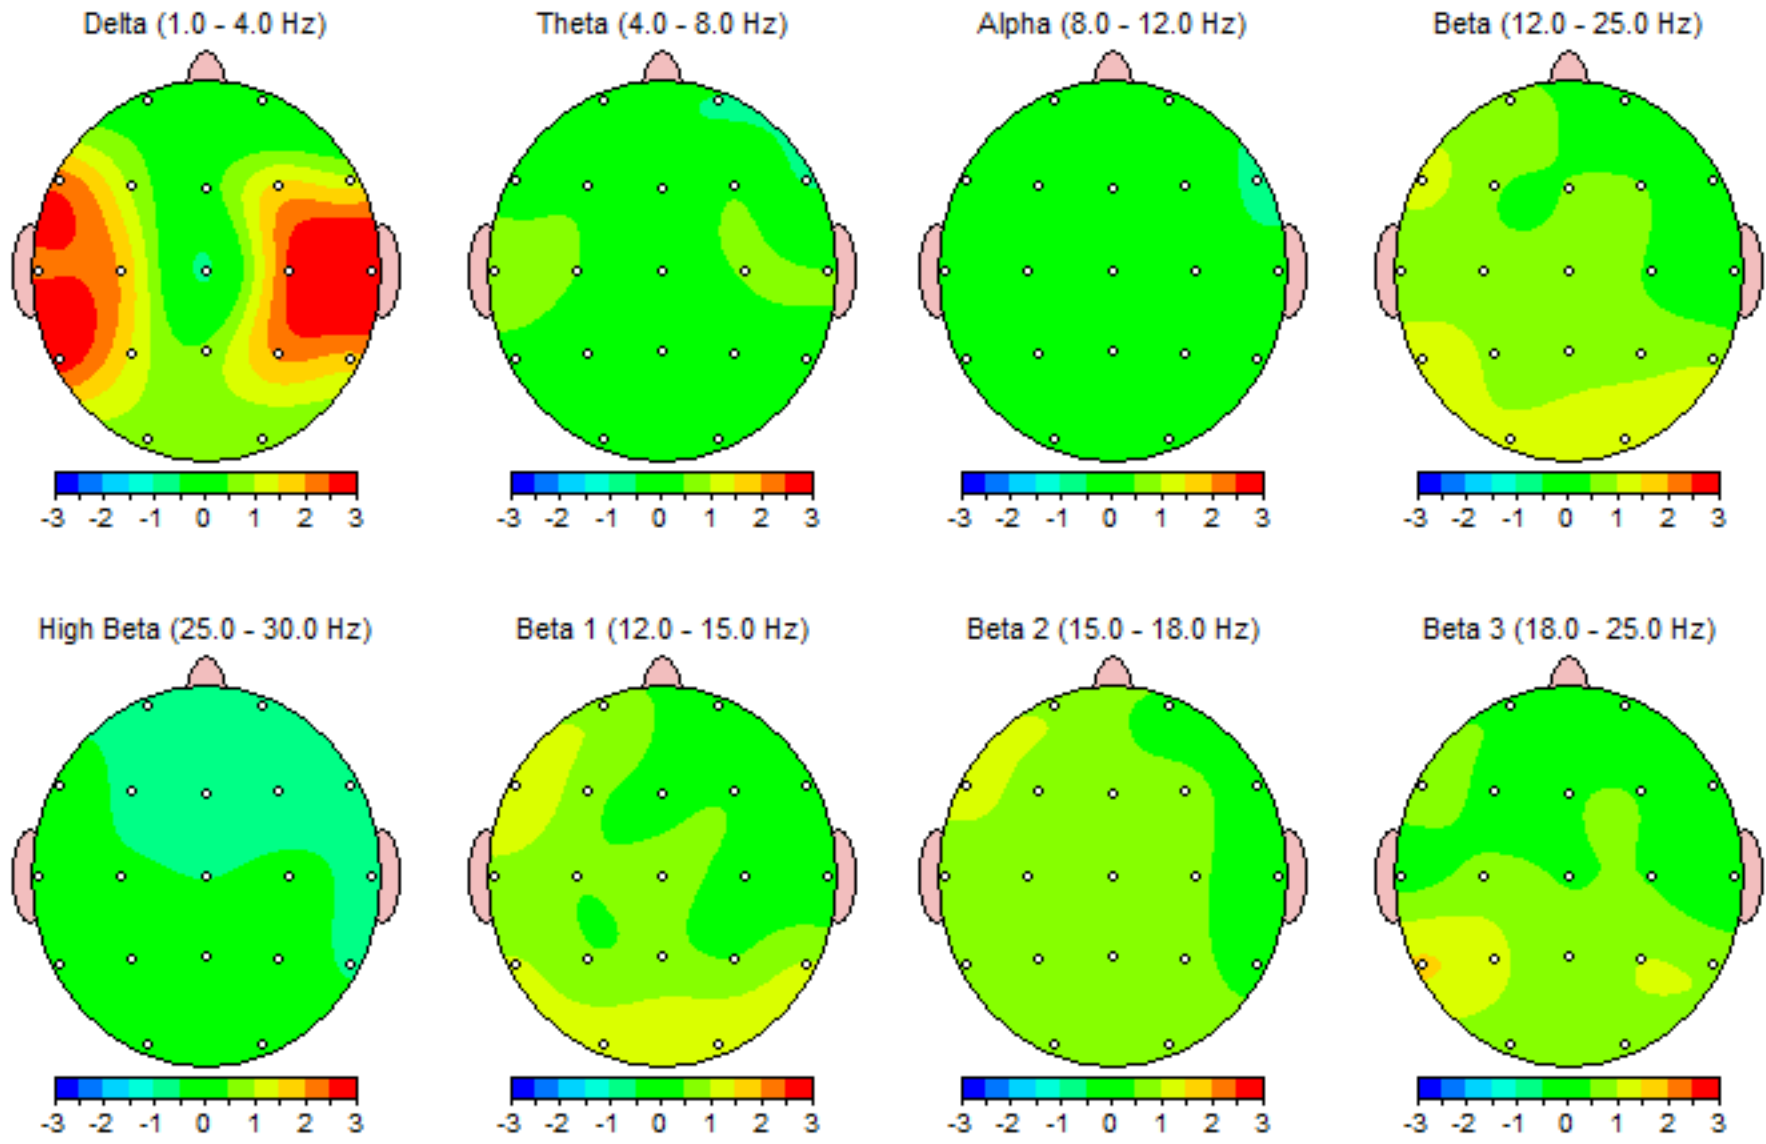 Delta (1.0 - 4.0 Hz) Theta (4.0 - 8.0 Hz) Alpha (8.0 - 12.0 Hz) Beta (12.0 - 25.0 Hz)
-3 -2 -1 0 1 2 3 -3 -2 -1 0 1 2 3 -3 -2 -1 0 1 2 3 -3 -2 -1 0 1 2 3
High Beta (25.0 - 30.0 Hz) Beta 1 (12.0 - 15.0 Hz) Beta 2 (15.0 - 18.0 Hz) Beta 3 (18.0 - 25.0 Hz)
-3 -2 -1 0 1 2 3 -3 -2 -1 0 1 2 3 -3 -2 -1 0 1 2 3 -3 -2 -1 0 1 2 3